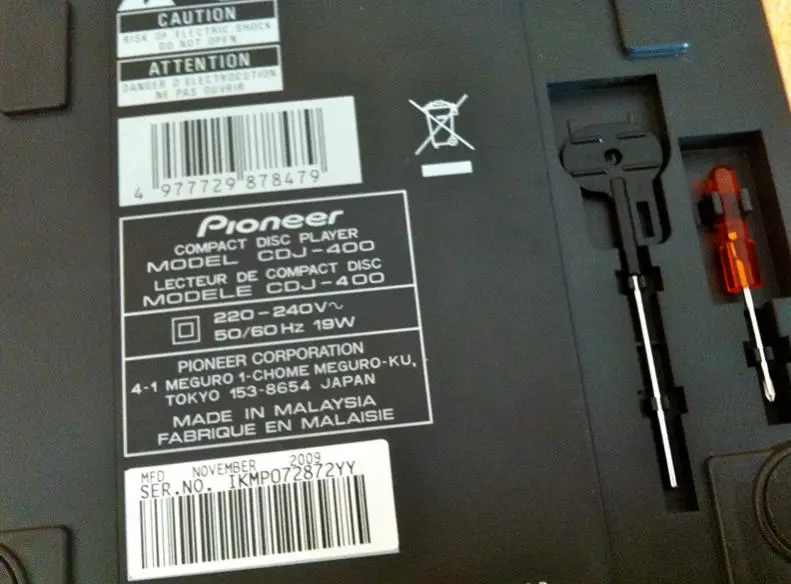 CAUTION
RISK OF ELECTRIC SHOCK
DO NOT OPEN
ATTENTION
DANGER D'ELECTROCUTION
NE PAS OUVRIR
4 977729 878479
Pioneer
COMPACT DISC PLAYER
MODEL CDJ-400
LECTEUR DE COMPACT DISC
MODELE CDJ-400
220-240V~
50/60Hz 19W
PIONEER CORPORATION
4-1 MEGURO 1-CHOME MEGURO-KU,
TOKYO 153-8654 JAPAN
MADE IN MALAYSIA
FABRIQUE EN MALAISIE
MFD NOVEMBER 2009
SER.NO. IKMP072872YY